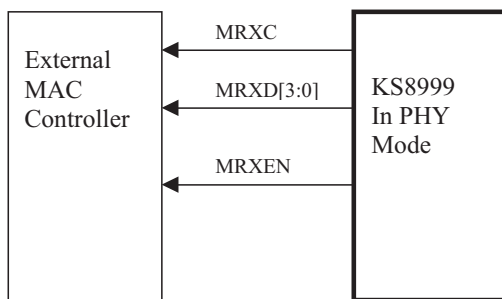 External
MAC
Controller
MRXC
MRXD[3:0]
MRXEN
KS8999
In PHY
Mode